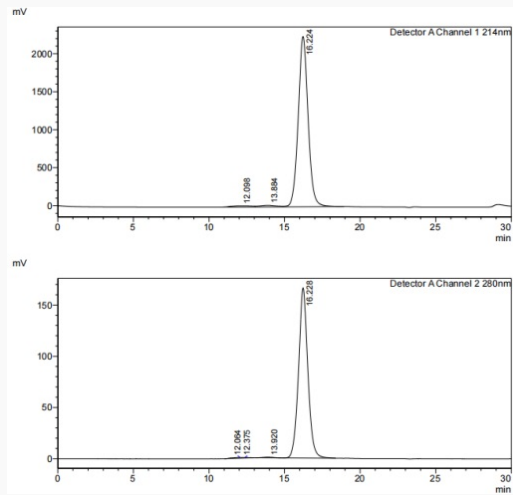 mV
Detector A Channel 1 214nm
16.224
2000
1500
1000
500
12.098
13.884
0
0 5 10 15 20 25 30
min
mV
Detector A Channel 2 280nm
16.228
150
100
50
12.064
12.375
13.920
0
0 5 10 15 20 25 30
min